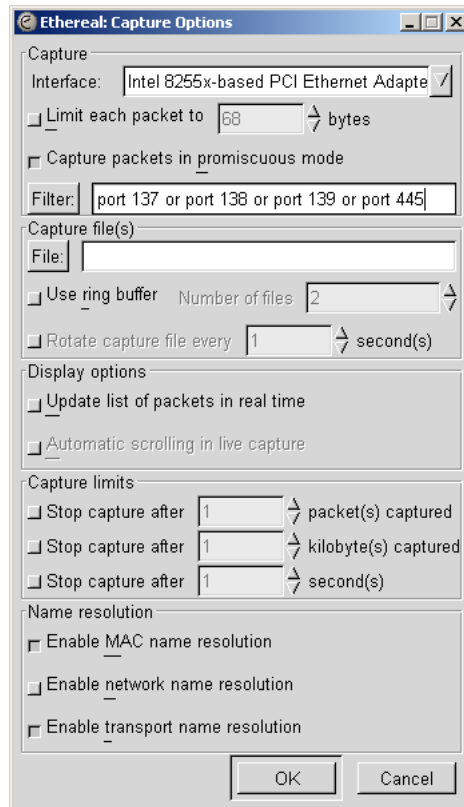 Ethereal: Capture Options
Capture
Interface: Intel 8255x-based PCI Ethernet Adapte
Limit each packet to 68 bytes
Capture packets in promiscuous mode
Filter: port 137 or port 138 or port 139 or port 445
Capture file(s)
File:
Use ring buffer Number of files 2
Rotate capture file every 1 second(s)
Display options
Update list of packets in real time
Automatic scrolling in live capture
Capture limits
Stop capture after 1 packet(s) captured
Stop capture after 1 kilobyte(s) captured
Stop capture after 1 second(s)
Name resolution
Enable MAC name resolution
Enable network name resolution
Enable transport name resolution
OK Cancel